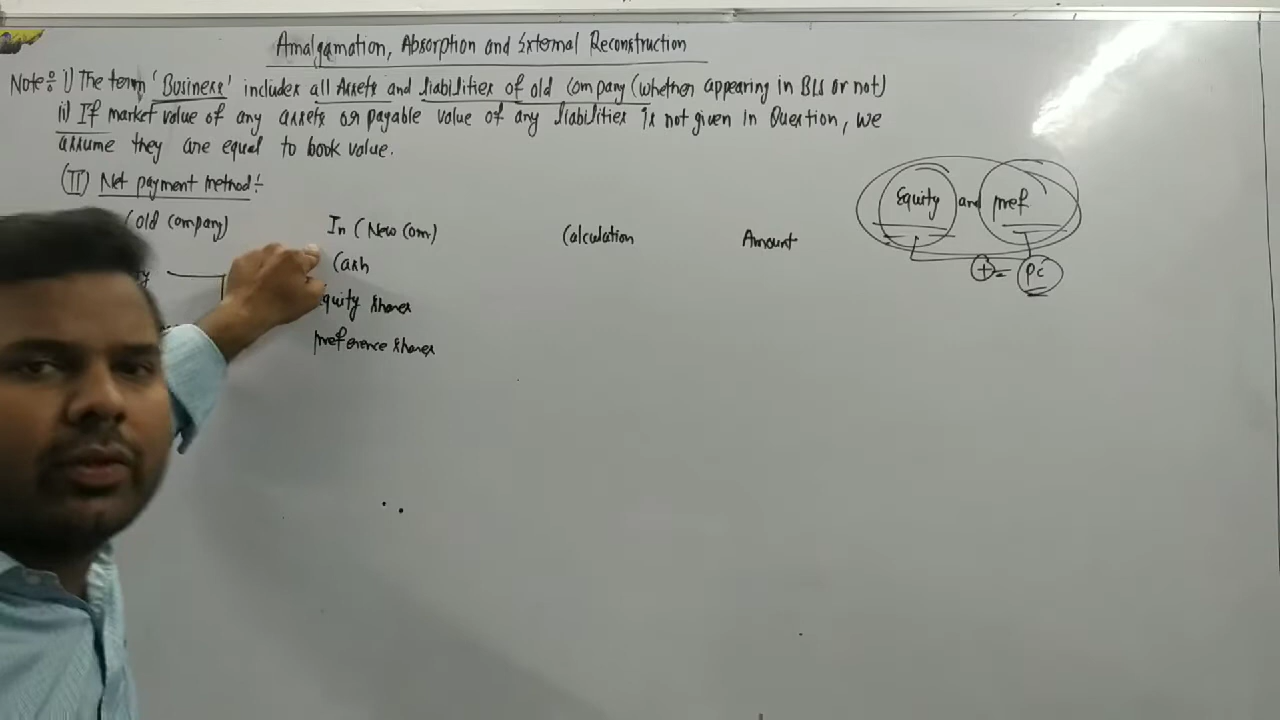 Amalgamation, Absorption and External Reconstruction
Note:- i) The term 'Business' includes all Assets and liabilities of old company (whether appearing in B/s or not)
ii) If market value of any assets or payable value of any liabilities is not given in Question, we
assume they are equal to book value.
(II) Net payment method:-
(old company) In (New Com) Calculation Amount
Cash
Equity shares
preference shares
Equity and pref
+ = PC